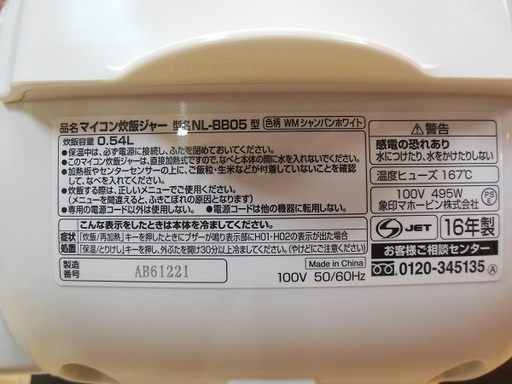 品名 マイコン炊飯ジャー 型名 NL-BB05 型 色柄 WM シャンパンホワイト
炊飯容量 0.54L
●保温中は、必ず電源に接続し、ふたを閉めておいてください。
●このマイコン炊飯ジャーは、直接加熱式ですので、なべと本体の間に水を入れないでください。
●加熱板やセンターセンサーの上に、ご飯粒・生米などが付着していないことを確認
して、なべを入れてください。
●炊飯する際は、正しいメニューでご使用ください。
(メニューを間違えると、ふきこぼれの原因となります)
●専用の電源コード以外は使用しない。 ●電源コードは他の機器に転用しない。
こんな表示をしたときは本体を冷ましてください。
症状 「炊飯/再加熱」キーを押したときにブザーが鳴り表示部にH01・H02の表示が出た場合
処置 「保温/とりけし」キーを押し、外ぶたを開け30分以上冷ましてください。(やけどにご注意ください)
製造
番号 AB61221
Made in China
100V 50/60Hz
⚠警告
感電の恐れあり
水につけたり、水をかけたりしない
温度ヒューズ 167℃
100V 495W
象印マホービン株式会社
PS
E
S JET 16年製
お客様ご相談センター
0120-345135 Ⓐ